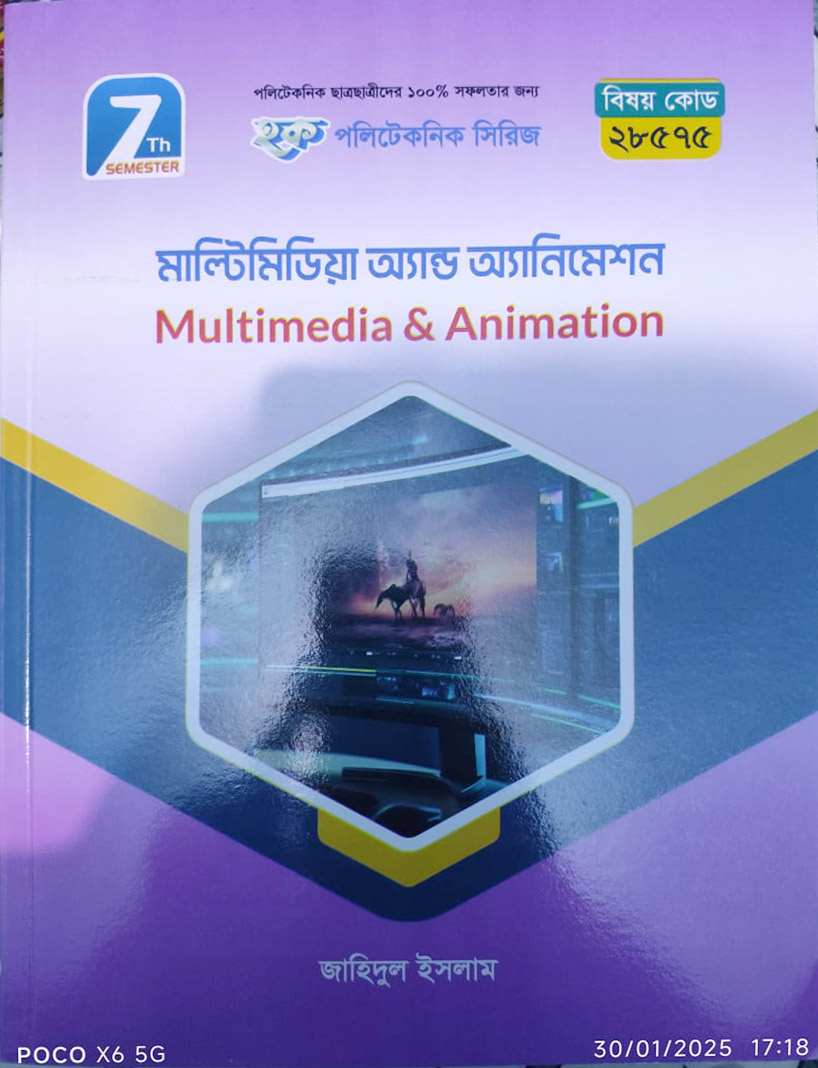 7Th
SEMESTER
পলিটেকনিক ছাত্রছাত্রীদের ১০০% সফলতার জন্য
হক পলিটেকনিক সিরিজ
বিষয় কোড
২৮৫৭৫
মাল্টিমিডিয়া অ্যান্ড অ্যানিমেশন
Multimedia & Animation
জাহিদুল ইসলাম
POCO X6 5G
30/01/2025 17:18